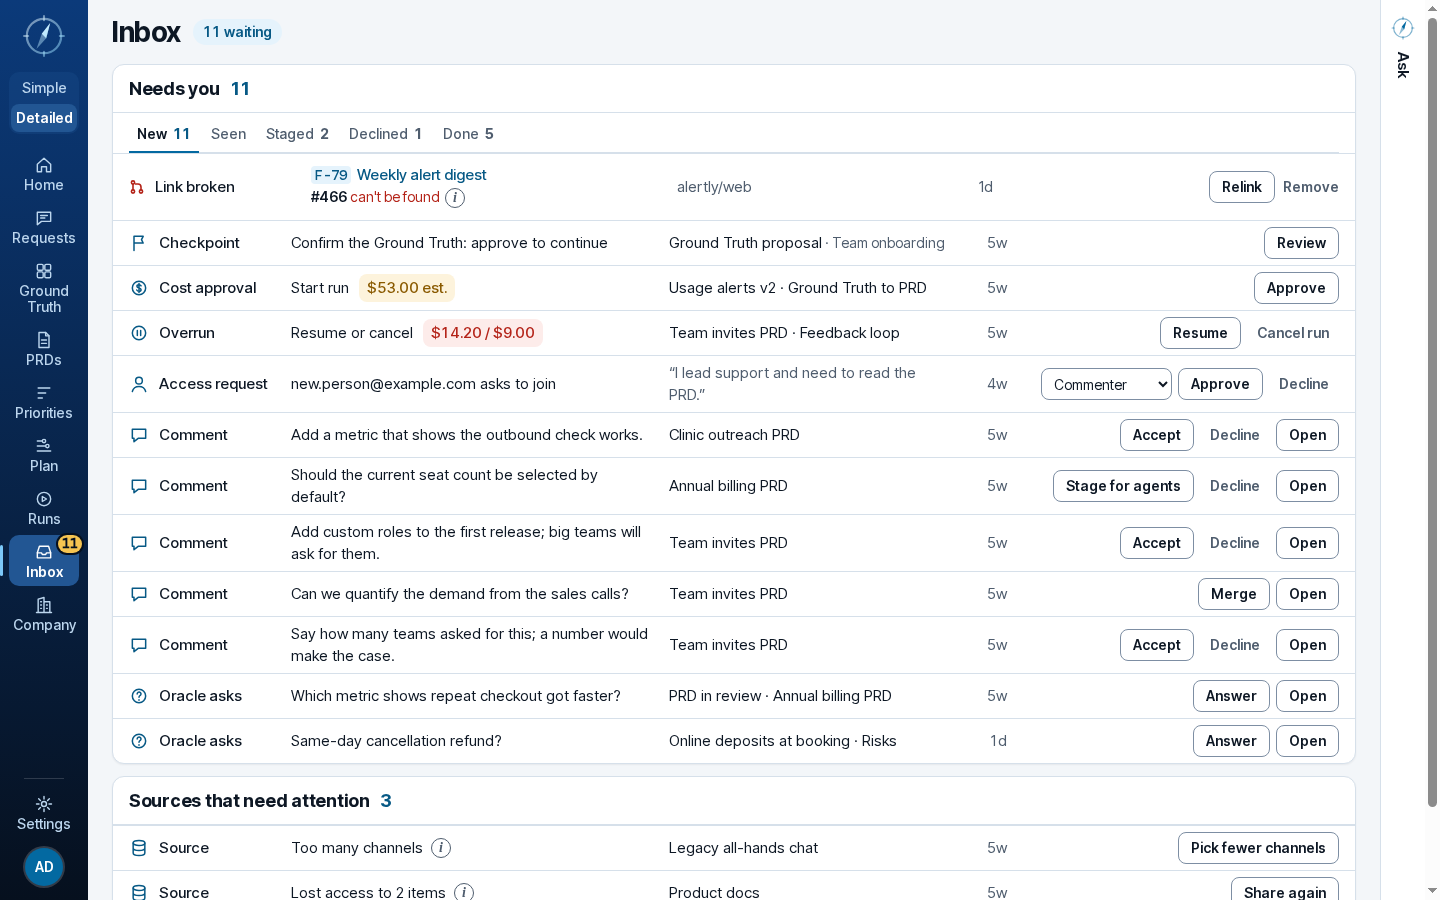 Inbox 11 waiting
Ask
Simple
Detailed
Home
Requests
Ground
Truth
PRDs
Priorities
Plan
Runs
11
Inbox
Company
Settings
AD
Needs you 11
New 11 Seen Staged 2 Declined 1 Done 5
Link broken F-79 Weekly alert digest alertly/web 1d Relink Remove
#466 can't be found i
Checkpoint Confirm the Ground Truth: approve to continue Ground Truth proposal · Team onboarding 5w Review
Cost approval Start run $53.00 est. Usage alerts v2 · Ground Truth to PRD 5w Approve
Overrun Resume or cancel $14.20 / $9.00 Team invites PRD · Feedback loop 5w Resume Cancel run
Access request new.person@example.com asks to join “I lead support and need to read the 4w Commenter Approve Decline
PRD.”
Comment Add a metric that shows the outbound check works. Clinic outreach PRD 5w Accept Decline Open
Comment Should the current seat count be selected by Annual billing PRD 5w Stage for agents Decline Open
default?
Comment Add custom roles to the first release; big teams will Team invites PRD 5w Accept Decline Open
ask for them.
Comment Can we quantify the demand from the sales calls? Team invites PRD 5w Merge Open
Comment Say how many teams asked for this; a number would Team invites PRD 5w Accept Decline Open
make the case.
Oracle asks Which metric shows repeat checkout got faster? PRD in review · Annual billing PRD 5w Answer Open
Oracle asks Same-day cancellation refund? Online deposits at booking · Risks 1d Answer Open
Sources that need attention 3
Source Too many channels i Legacy all-hands chat 5w Pick fewer channels
Source Lost access to 2 items i Product docs 5w Share again